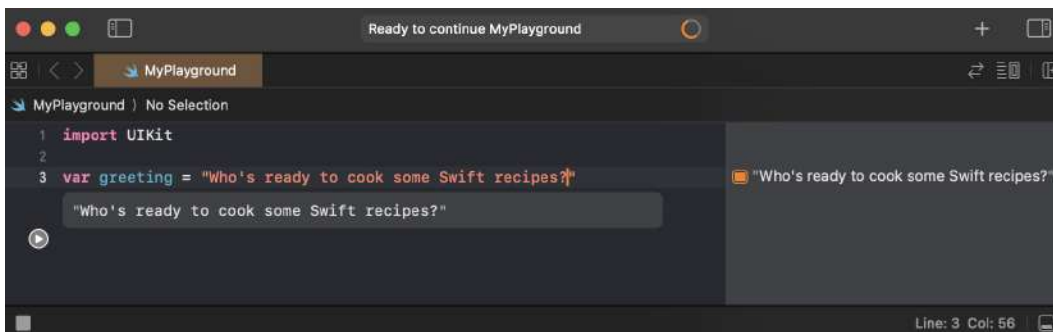 Ready to continue MyPlayground
MyPlayground
MyPlayground ⟩ No Selection
1 import UIKit
2
3 var greeting = "Who's ready to cook some Swift recipes?"
"Who's ready to cook some Swift recipes?"
"Who's ready to cook some Swift recipes?"
Line: 3 Col: 56